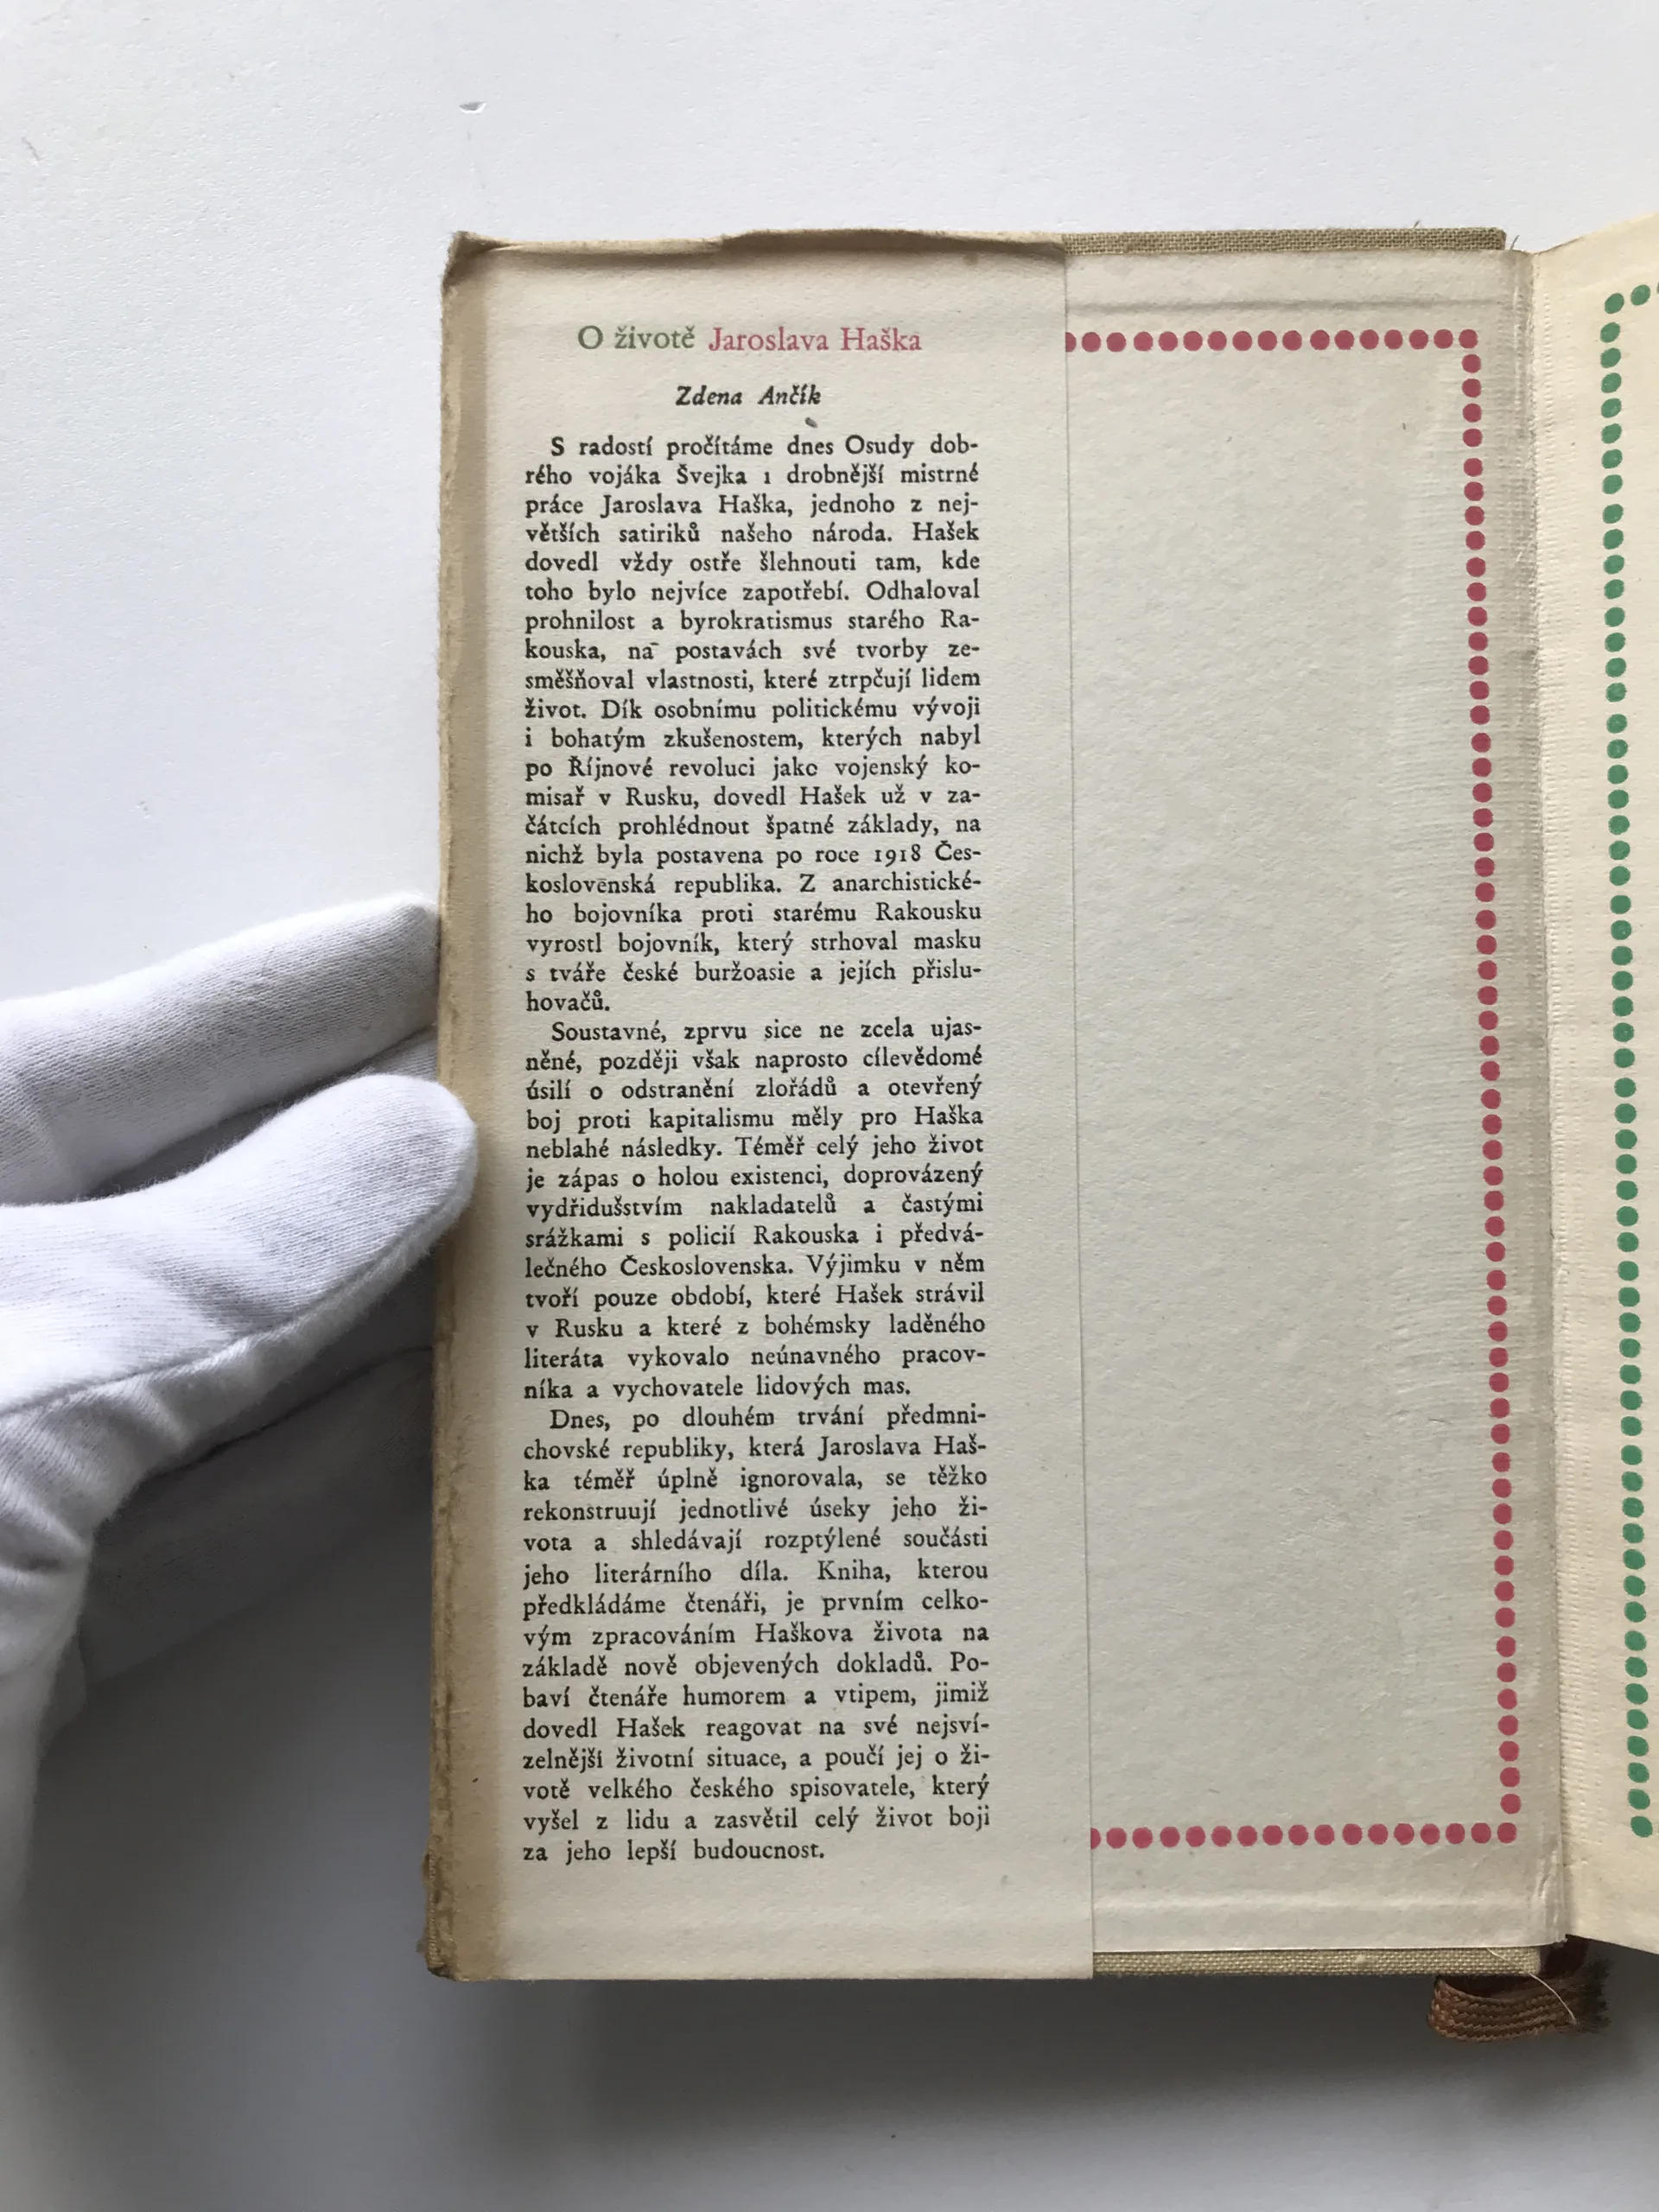 O životě Jaroslava Haška
Zdena Ančík
S radostí pročítáme dnes Osudy dob-
rého vojáka Švejka i drobnější mistrné
práce Jaroslava Haška, jednoho z nej-
větších satiriků našeho národa. Hašek
dovedl vždy ostře šlehnouti tam, kde
toho bylo nejvíce zapotřebí. Odhaloval
prohnilost a byrokratismus starého Ra-
kouska, na postavách své tvorby ze-
směšňoval vlastnosti, které ztrpčují lidem
život. Dík osobnímu politickému vývoji
i bohatým zkušenostem, kterých nabyl
po Říjnové revoluci jako vojenský ko-
misař v Rusku, dovedl Hašek už v za-
čátcích prohlédnout špatné základy, na
nichž byla postavena po roce 1918 Čes-
koslovenská republika. Z anarchistické-
ho bojovníka proti starému Rakousku
vyrostl bojovník, který strhoval masku
s tváře české buržoasie a jejích přislu-
hovačů.
Soustavné, zprvu sice ne zcela ujas-
něné, později však naprosto cílevědomé
úsilí o odstranění zlořádů a otevřený
boj proti kapitalismu měly pro Haška
neblahé následky. Téměř celý jeho život
je zápas o holou existenci, doprovázený
vydřidušstvím nakladatelů a častými
srážkami s policií Rakouska i předvá-
lečného Československa. Výjimku v něm
tvoří pouze období, které Hašek strávil
v Rusku a které z bohémsky laděného
literáta vykovalo neúnavného pracov-
níka a vychovatele lidových mas.
Dnes, po dlouhém trvání předmni-
chovské republiky, která Jaroslava Haš-
ka téměř úplně ignorovala, se těžko
rekonstruují jednotlivé úseky jeho ži-
vota a shledávají rozptýlené součásti
jeho literárního díla. Kniha, kterou
předkládáme čtenáři, je prvním celko-
vým zpracováním Haškova života na
základě nově objevených dokladů. Po-
baví čtenáře humorem a vtipem, jimiž
dovedl Hašek reagovat na své nejsví-
zelnější životní situace, a poučí jej o ži-
votě velkého českého spisovatele, který
vyšel z lidu a zasvětil celý život boji
za jeho lepší budoucnost.